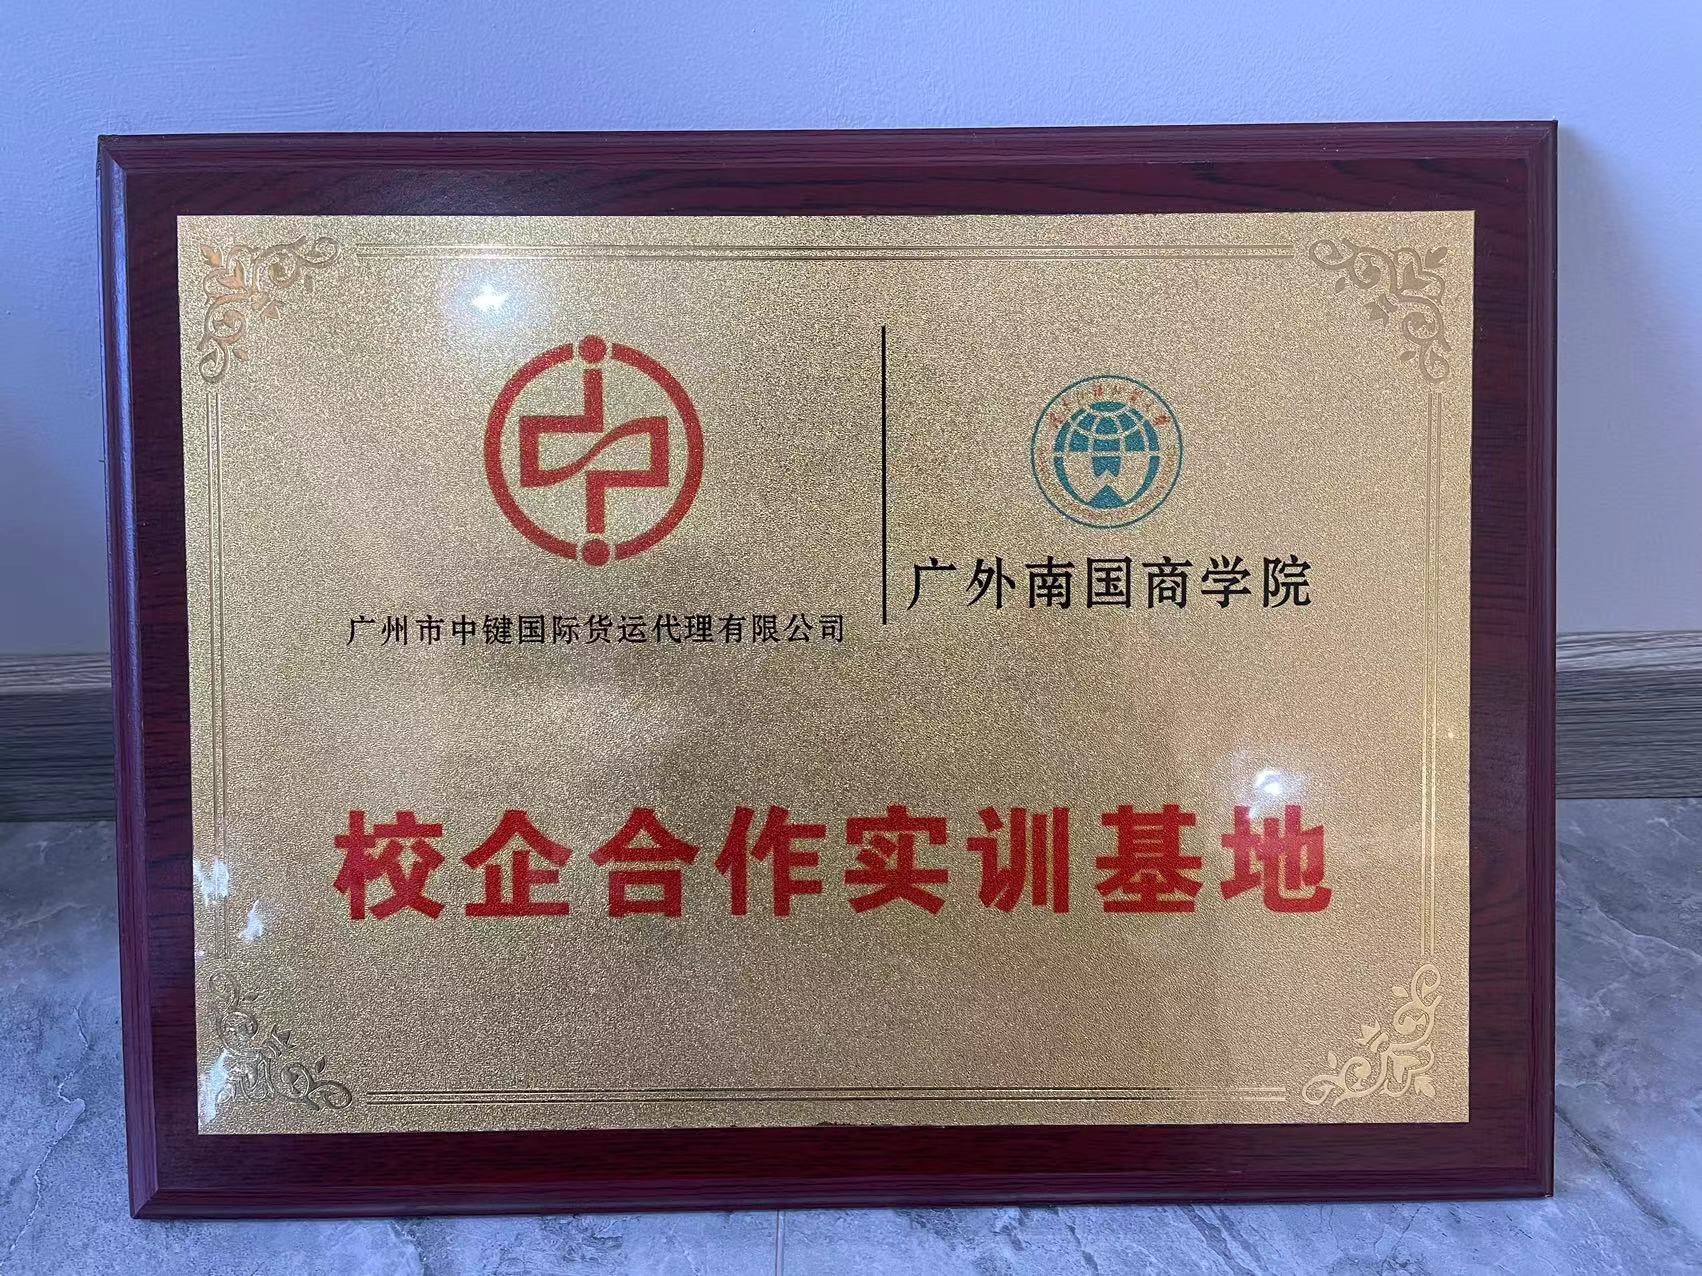 广州市中键国际货运代理有限公司
广外南国商学院
校企合作实训基地